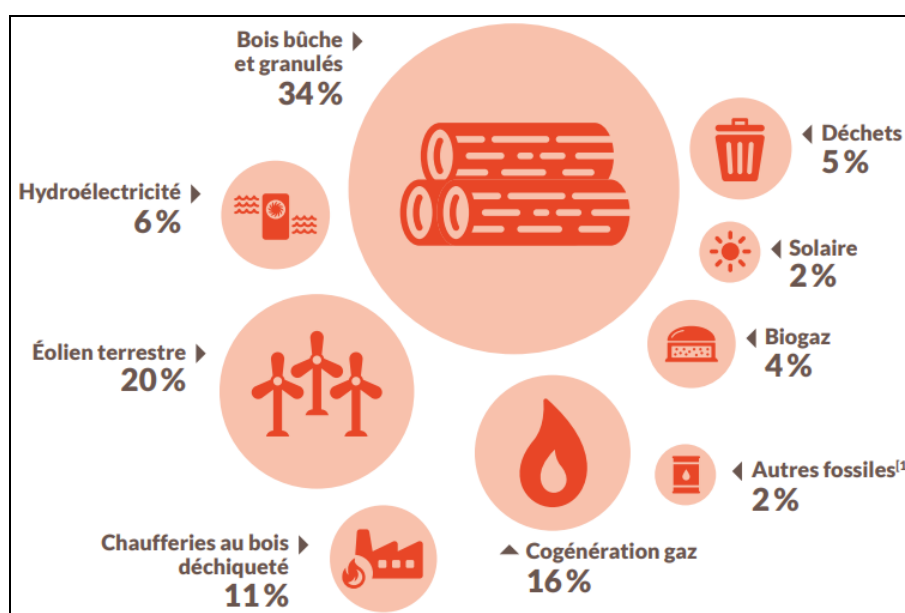 Bois bûche
et granulés
34 %
Déchets
5 %
Hydroélectricité
6 %
Solaire
2 %
Éolien terrestre
20 %
Biogaz
4 %
Autres fossiles[1
2 %
Chaufferies au bois
déchiqueté
11 %
Cogénération gaz
16 %